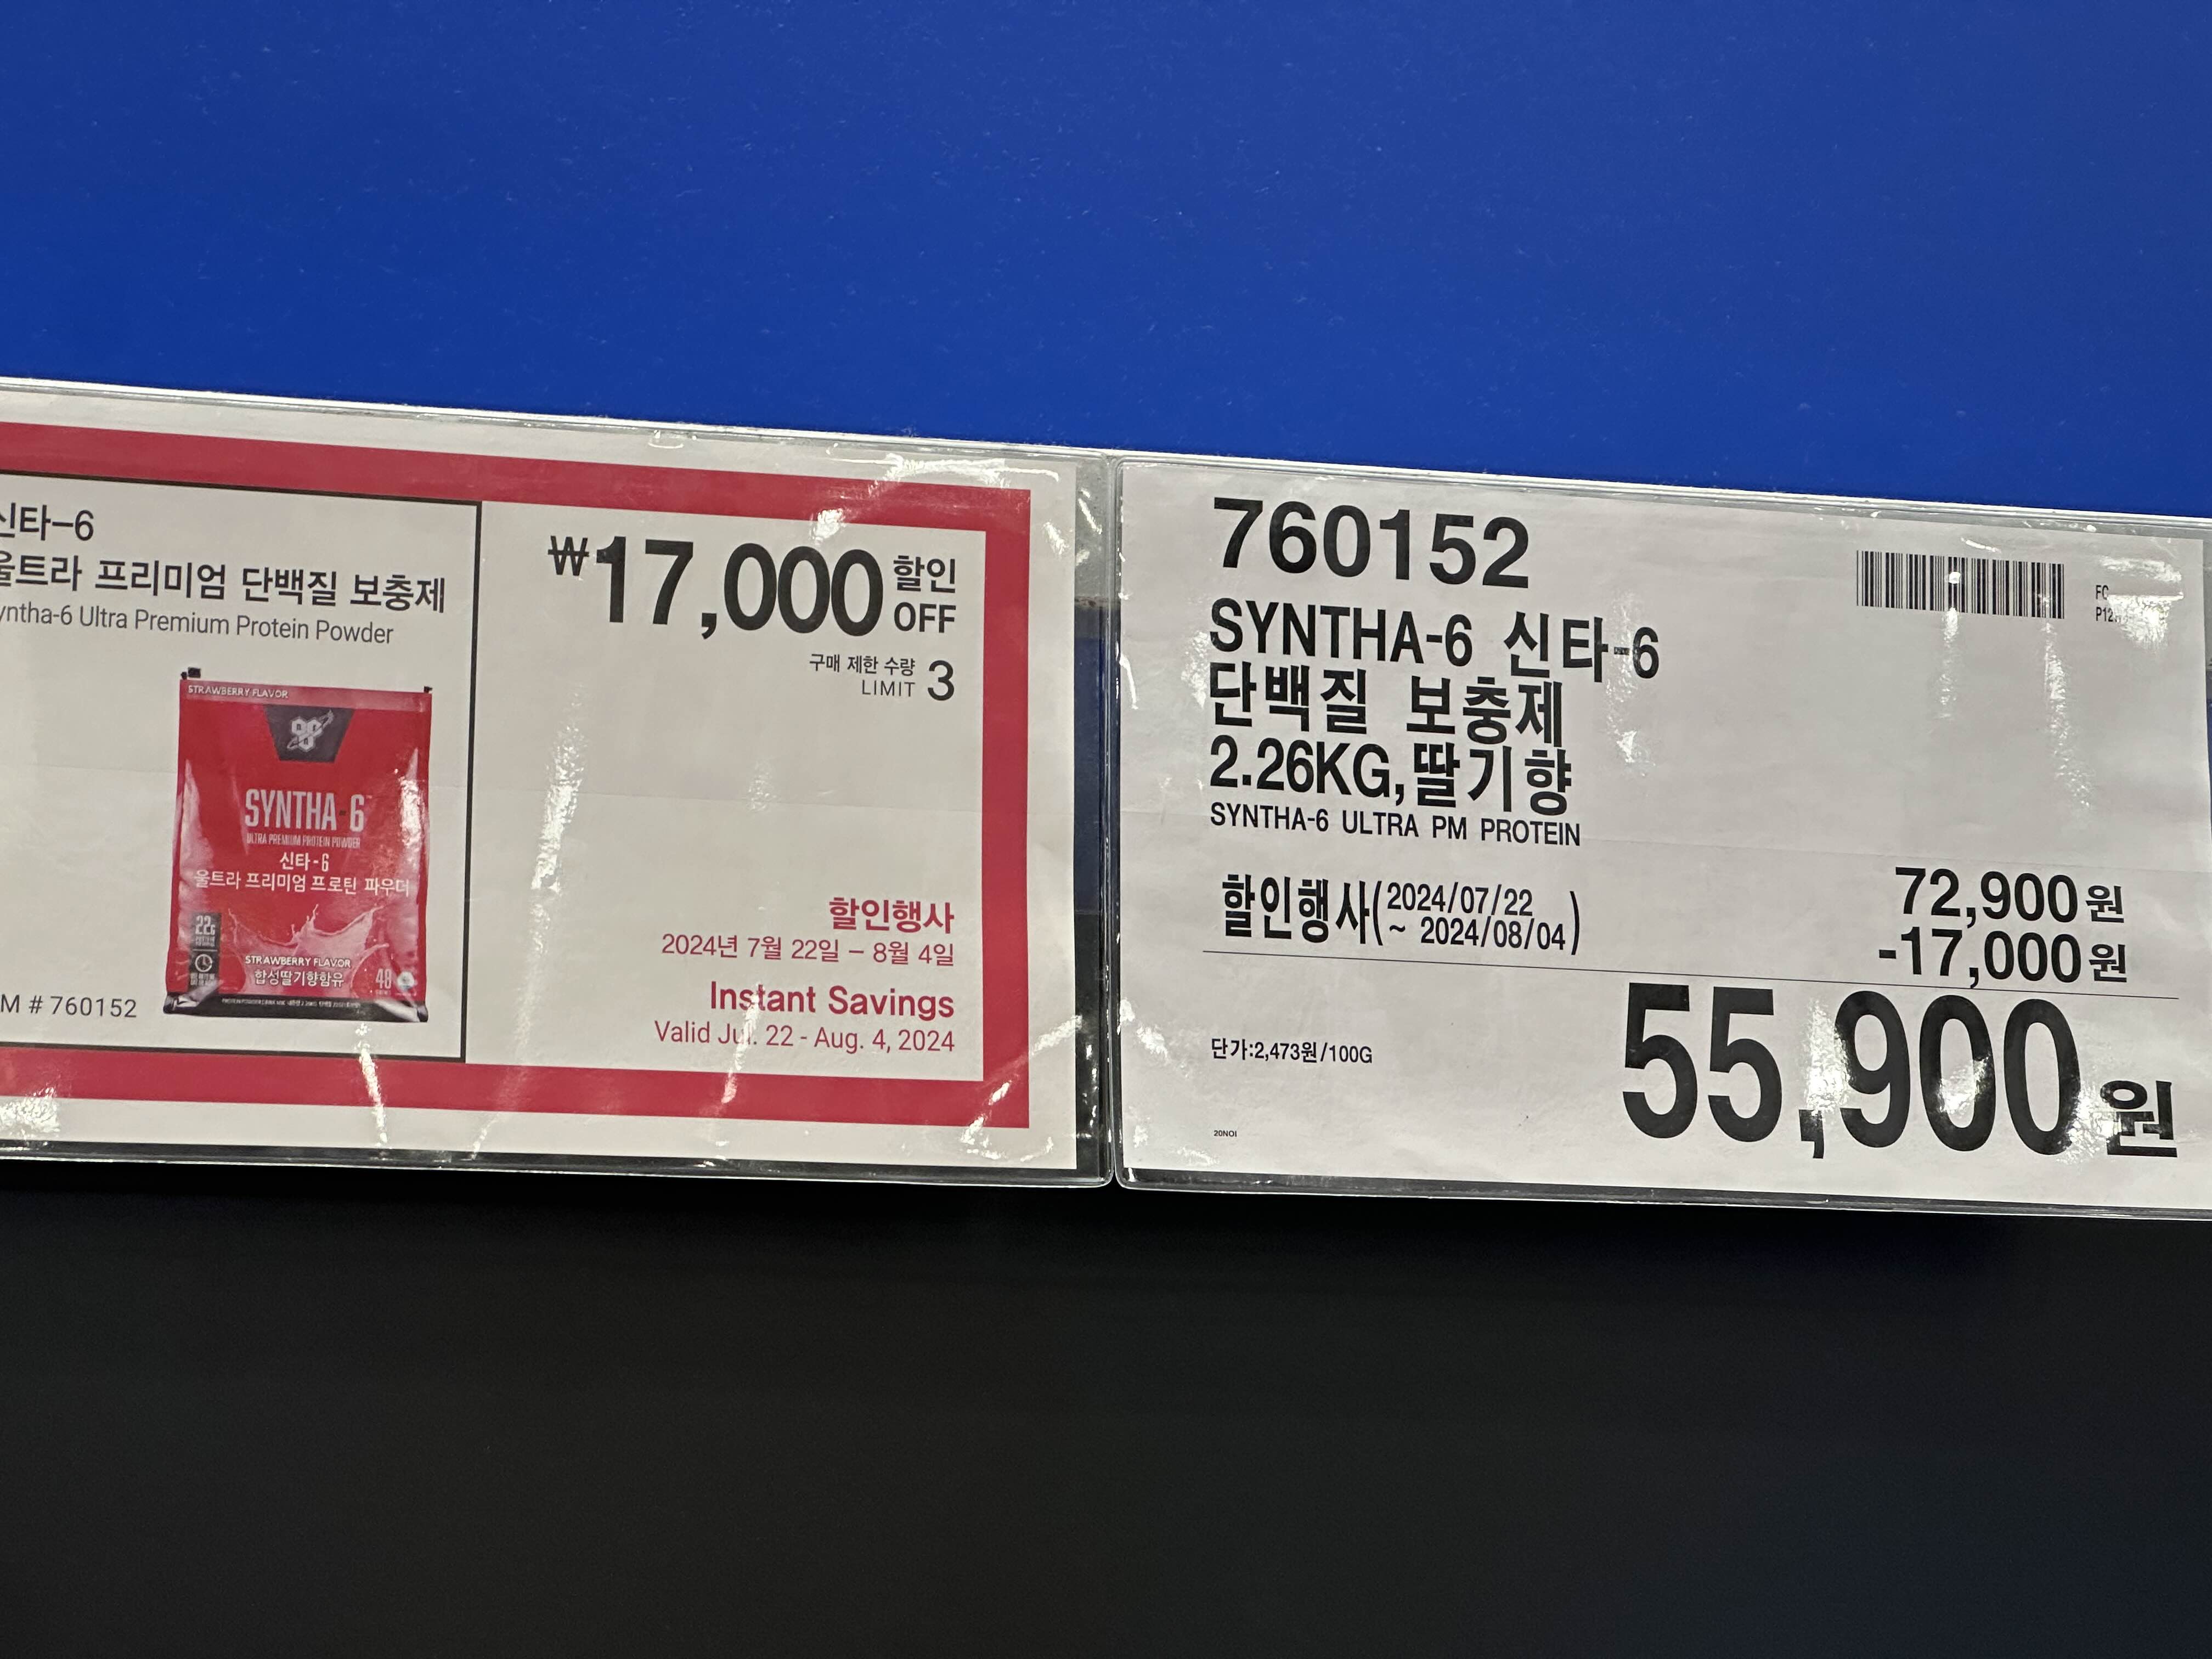 신타-6
울트라 프리미엄 단백질 보충제
yntha-6 Ultra Premium Protein Powder
STRAWBERRY FLAVOR
SYNTHA-6
ULTRA PREMIUM PROTEIN POWDER
신타-6
울트라 프리미엄 프로틴 파우더
22g
STRAWBERRY FLAVOR
합성딸기향함유
48
M # 760152
₩17,000 할인
OFF
구매 제한 수량
LIMIT 3
할인행사
2024년 7월 22일 - 8월 4일
Instant Savings
Valid Jul. 22 - Aug. 4, 2024
760152
SYNTHA-6 신타-6
단백질 보충제
2.26KG,딸기향
SYNTHA-6 ULTRA PM PROTEIN
할인행사(2024/07/22
~ 2024/08/04)
72,900원
-17,000원
55,900원
단가:2,473원/100G
20NOI